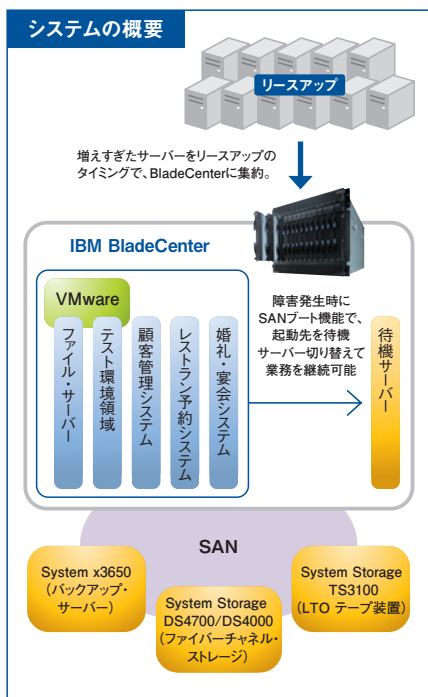 システムの概要
リースアップ
増えすぎたサーバーをリースアップの
タイミングで、BladeCenterに集約。
IBM BladeCenter
VMware
ファイル・サーバー
テスト環境領域
顧客管理システム
レストラン予約システム
婚礼・宴会システム
障害発生時に
SANブート機能で、
起動先を待機
サーバー切り替えて
業務を継続可能
待機サーバー
SAN
System x3650
（バックアップ・
サーバー）
System Storage
DS4700/DS4000
（ファイバーチャネル・
ストレージ）
System Storage
TS3100
（LTO テープ装置）